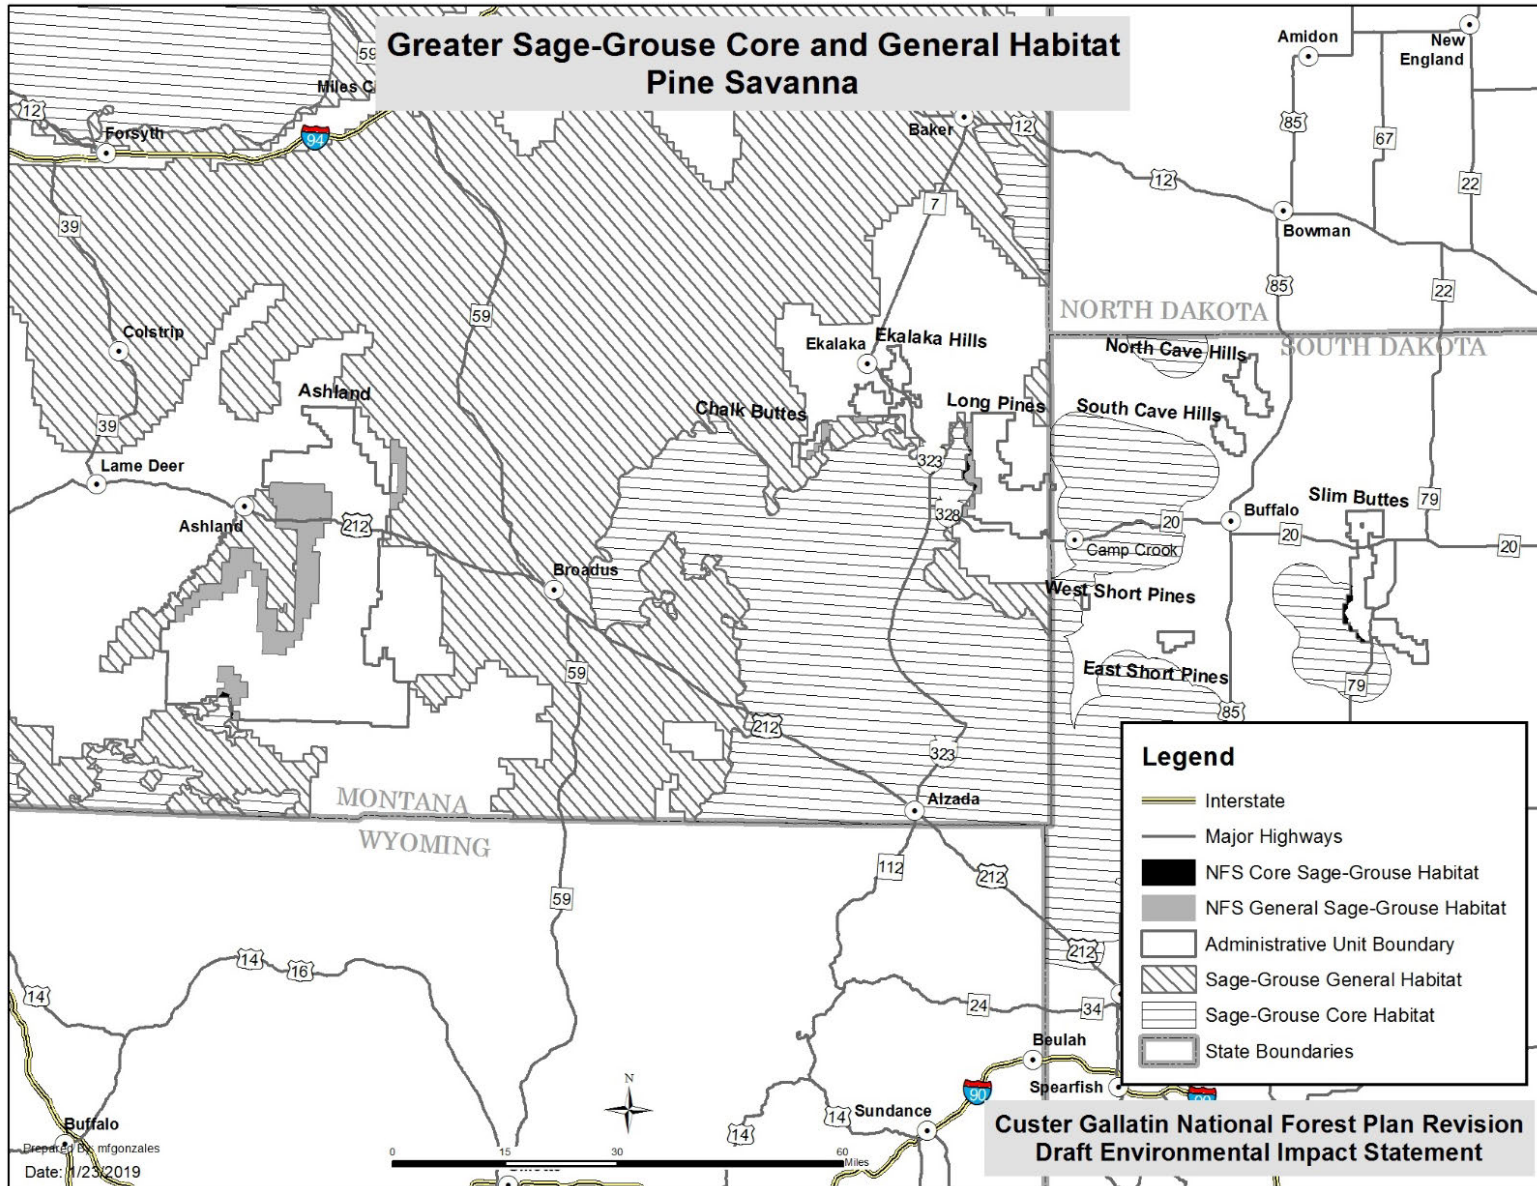 Greater Sage-Grouse Core and General Habitat
Pine Savanna
59
Miles
12
Forsyth
94
Baker
12
Amidon
New
England
85
67
22
12
7
39
Bowman
85
22
59
NORTH DAKOTA
SOUTH DAKOTA
Colstrip
Ekalaka
Ekalaka Hills
North Cave Hills
Ashland
Chalk Buttes
Long Pines
South Cave Hills
39
Lame Deer
323
Slim Buttes
79
Ashland
212
328
20
Buffalo
20
20
Camp Crook
Broadus
West Short Pines
59
East Short Pines
79
85
212
323
Alzada
MONTANA
WYOMING
112
212
59
14
16
14
212
24
34
Beulah
Spearfish
90
Sundance
14
14
Buffalo
Legend
Interstate
Major Highways
NFS Core Sage-Grouse Habitat
NFS General Sage-Grouse Habitat
Administrative Unit Boundary
Sage-Grouse General Habitat
Sage-Grouse Core Habitat
State Boundaries
N
0 15 30 60
Miles
Prepared By: mfgonzales
Date: 1/23/2019
Custer Gallatin National Forest Plan Revision
Draft Environmental Impact Statement